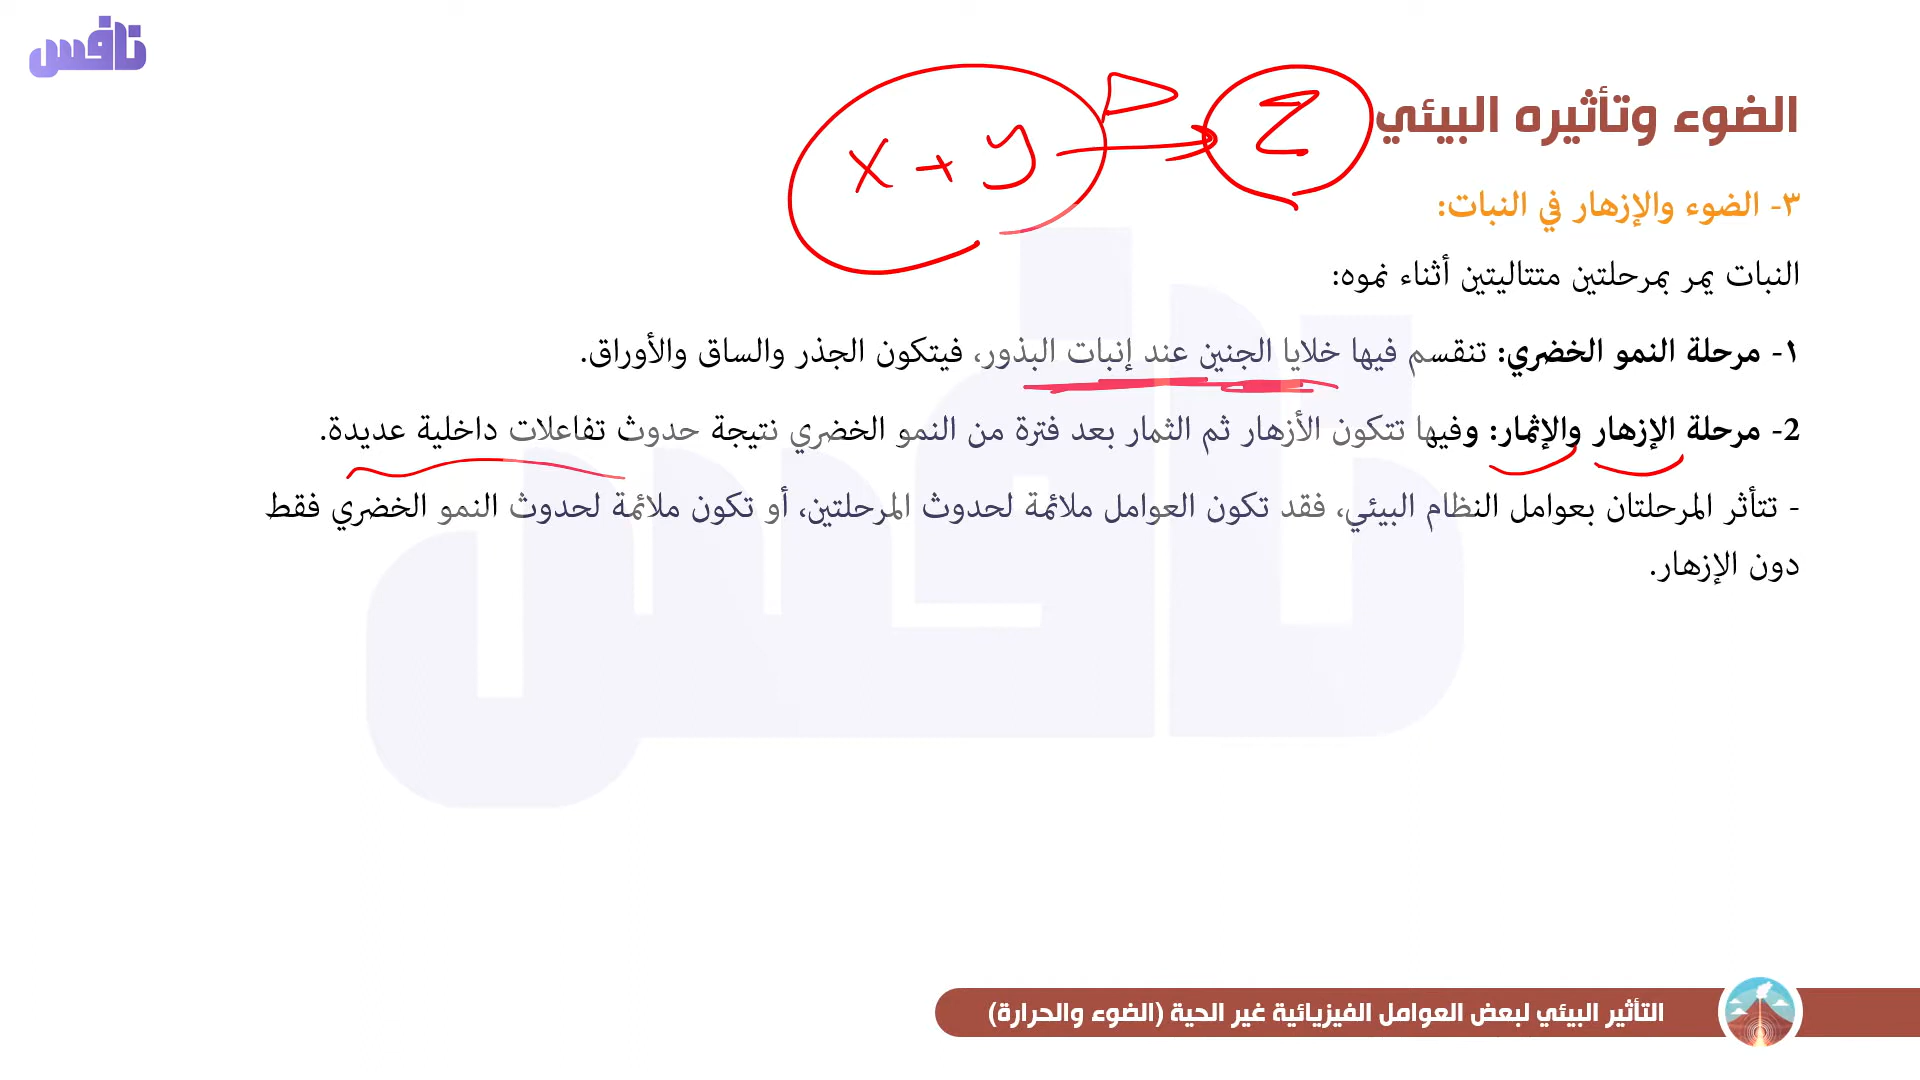 نافس
x + y → z
الضوء وتأثيره البيئي
٣- الضوء والإزهار في النبات:
النبات يمر بمرحلتين متتاليتين أثناء نموه:
١- مرحلة النمو الخضري: تنقسم فيها خلايا الجنين عند إنبات البذور، فيتكون الجذر والساق والأوراق.
2- مرحلة الإزهار والإثمار: وفيها تتكون الأزهار ثم الثمار بعد فترة من النمو الخضري نتيجة حدوث تفاعلات داخلية عديدة.
- تتأثر المرحلتان بعوامل النظام البيئي، فقد تكون العوامل ملائمة لحدوث المرحلتين، أو تكون ملائمة لحدوث النمو الخضري فقط
دون الإزهار.
التأثير البيئي لبعض العوامل الفيزيائية غير الحية (الضوء والحرارة)